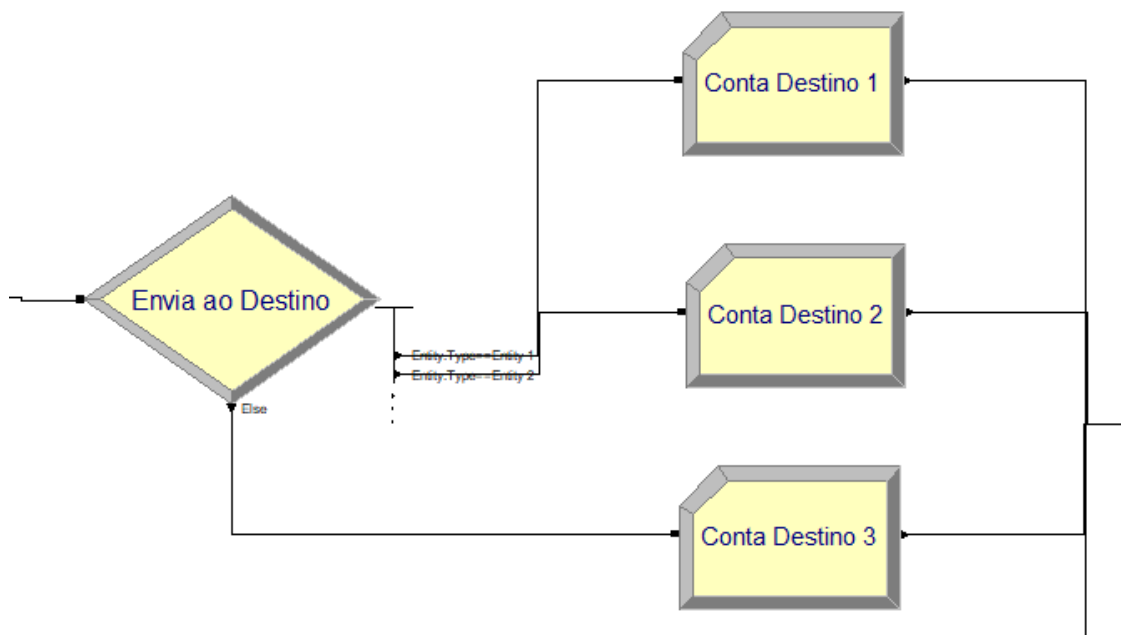 Conta Destino 1
Envia ao Destino
Conta Destino 2
Entity.Type==Entity 1
Entity.Type==Entity 2
Else
Conta Destino 3